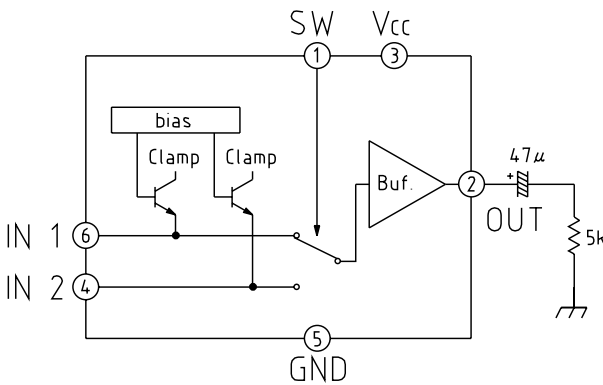 SW Vcc
1 3
bias
Clamp Clamp
47μ
+
Buf. 2
OUT
IN 1 6
5k
IN 2 4
5
GND